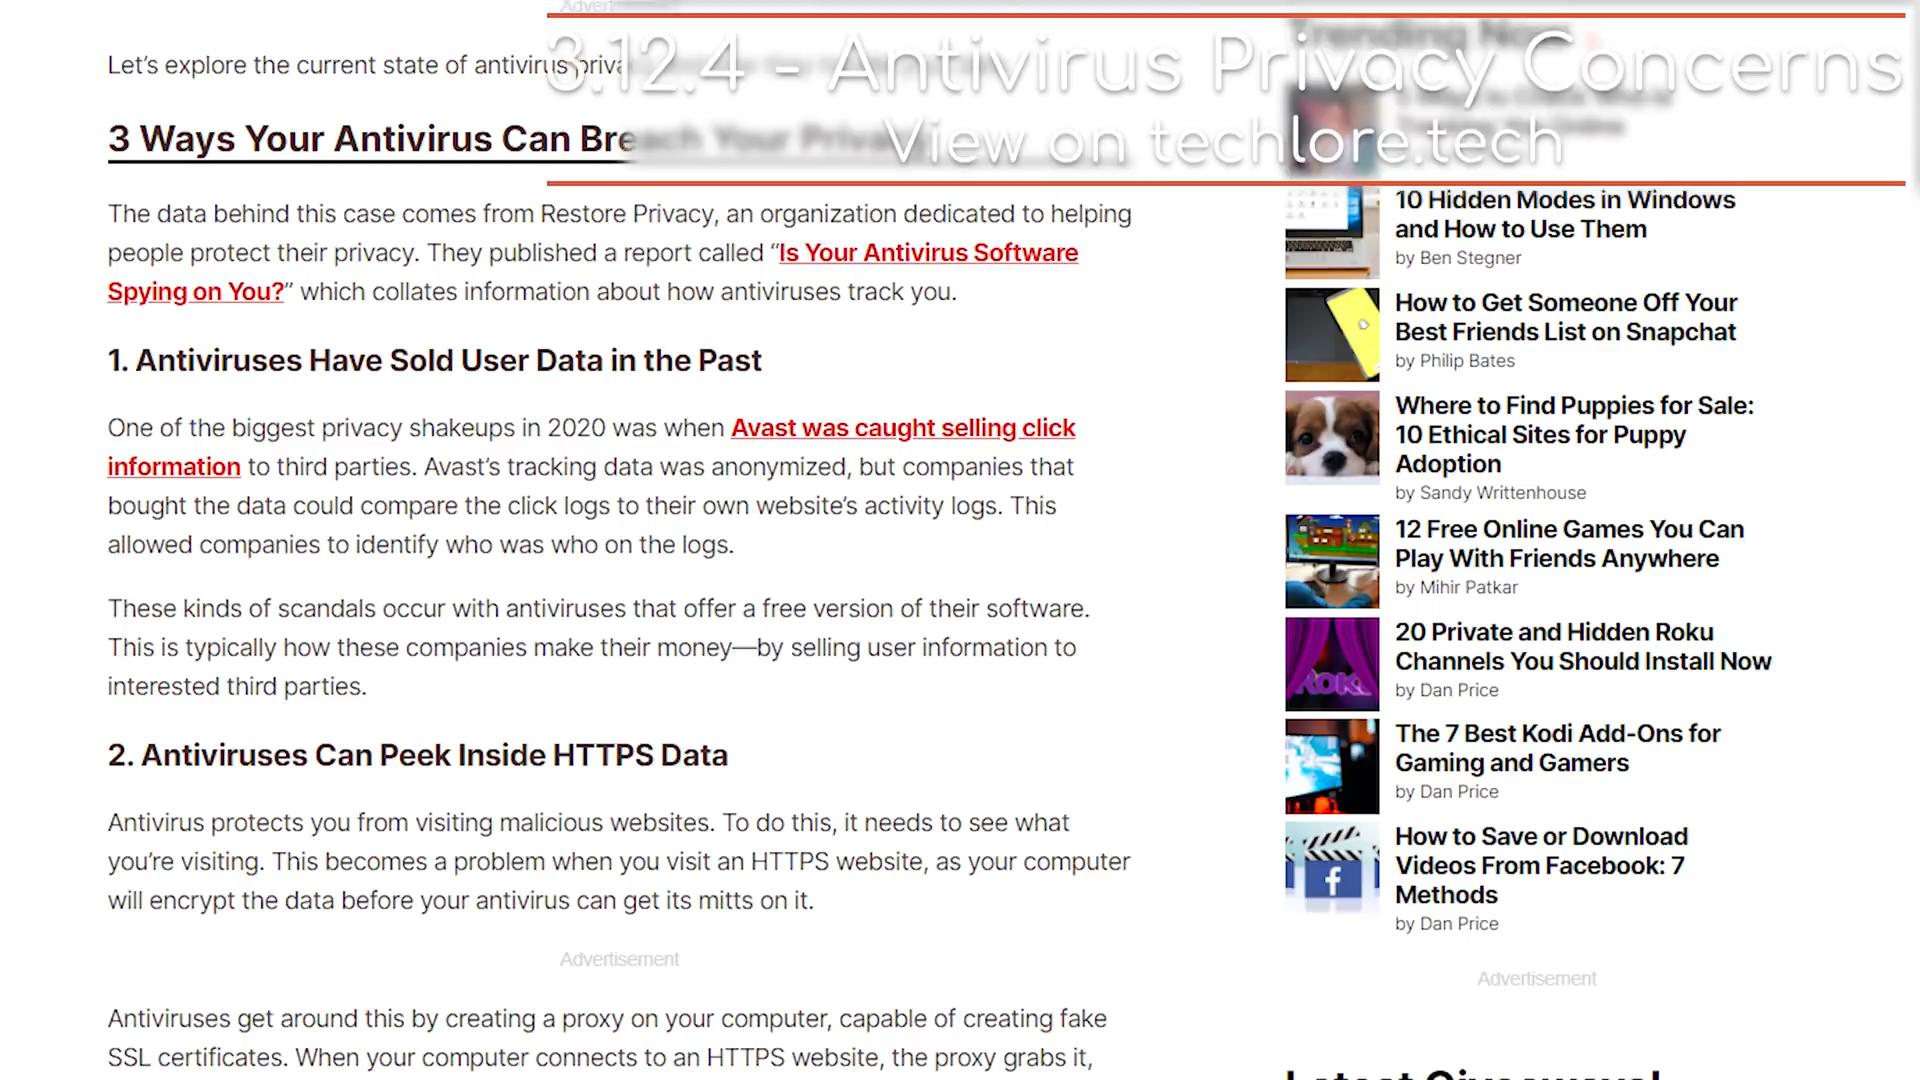 Advertisement
3.12.4 - Antivirus Privacy Concerns
View on techlore.tech
Let’s explore the current state of antivirus priva
3 Ways Your Antivirus Can Breach Your Privacy
The data behind this case comes from Restore Privacy, an organization dedicated to helping
people protect their privacy. They published a report called “Is Your Antivirus Software
Spying on You?” which collates information about how antiviruses track you.
1. Antiviruses Have Sold User Data in the Past
One of the biggest privacy shakeups in 2020 was when Avast was caught selling click
information to third parties. Avast’s tracking data was anonymized, but companies that
bought the data could compare the click logs to their own website’s activity logs. This
allowed companies to identify who was who on the logs.
These kinds of scandals occur with antiviruses that offer a free version of their software.
This is typically how these companies make their money—by selling user information to
interested third parties.
2. Antiviruses Can Peek Inside HTTPS Data
Antivirus protects you from visiting malicious websites. To do this, it needs to see what
you’re visiting. This becomes a problem when you visit an HTTPS website, as your computer
will encrypt the data before your antivirus can get its mitts on it.
Advertisement
Antiviruses get around this by creating a proxy on your computer, capable of creating fake
SSL certificates. When your computer connects to an HTTPS website, the proxy grabs it,
Trending Now
10 Hidden Modes in Windows
and How to Use Them
by Ben Stegner
How to Get Someone Off Your
Best Friends List on Snapchat
by Philip Bates
Where to Find Puppies for Sale:
10 Ethical Sites for Puppy
Adoption
by Sandy Writtenhouse
12 Free Online Games You Can
Play With Friends Anywhere
by Mihir Patkar
20 Private and Hidden Roku
Channels You Should Install Now
by Dan Price
The 7 Best Kodi Add-Ons for
Gaming and Gamers
by Dan Price
How to Save or Download
Videos From Facebook: 7
Methods
by Dan Price
Advertisement
Latest Giveaways!